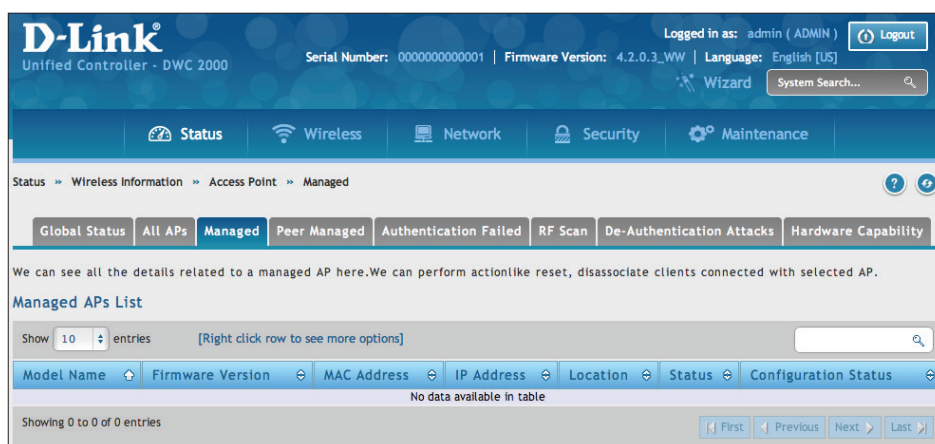 D-Link®
Unified Controller - DWC 2000
Logged in as: admin ( ADMIN ) Logout
Serial Number: 0000000000001 | Firmware Version: 4.2.0.3_WW | Language: English [US]
Wizard System Search...
Status Wireless Network Security Maintenance
Status » Wireless Information » Access Point » Managed ?
Global Status All APs Managed Peer Managed Authentication Failed RF Scan De-Authentication Attacks Hardware Capability
We can see all the details related to a managed AP here.We can perform actionlike reset, disassociate clients connected with selected AP.
Managed APs List
Show 10 entries [Right click row to see more options]
Model Name Firmware Version MAC Address IP Address Location Status Configuration Status
No data available in table
Showing 0 to 0 of 0 entries First Previous Next Last